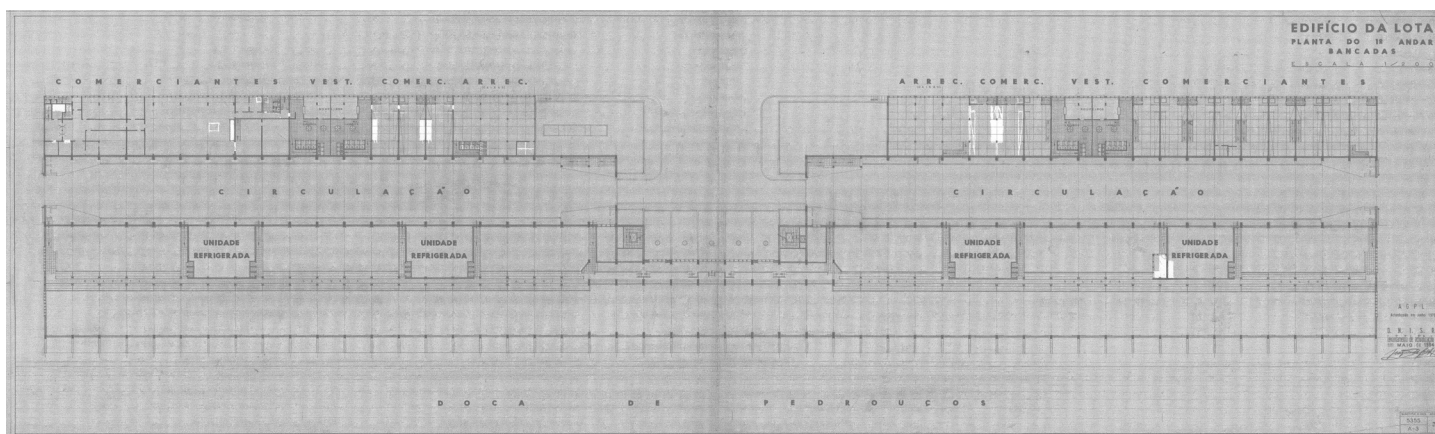 EDIFÍCIO DA LOTA
PLANTA DO 1º ANDAR
BANCADAS
COMERCIANTES VEST. COMERC. ARREC.
ARREC. COMERC. VEST. COMERCIANTES
CIRCULAÇÃO
CIRCULAÇÃO
UNIDADE
REFRIGERADA
UNIDADE
REFRIGERADA
UNIDADE
REFRIGERADA
UNIDADE
REFRIGERADA
DOCA DE PEDROUÇOS
5355